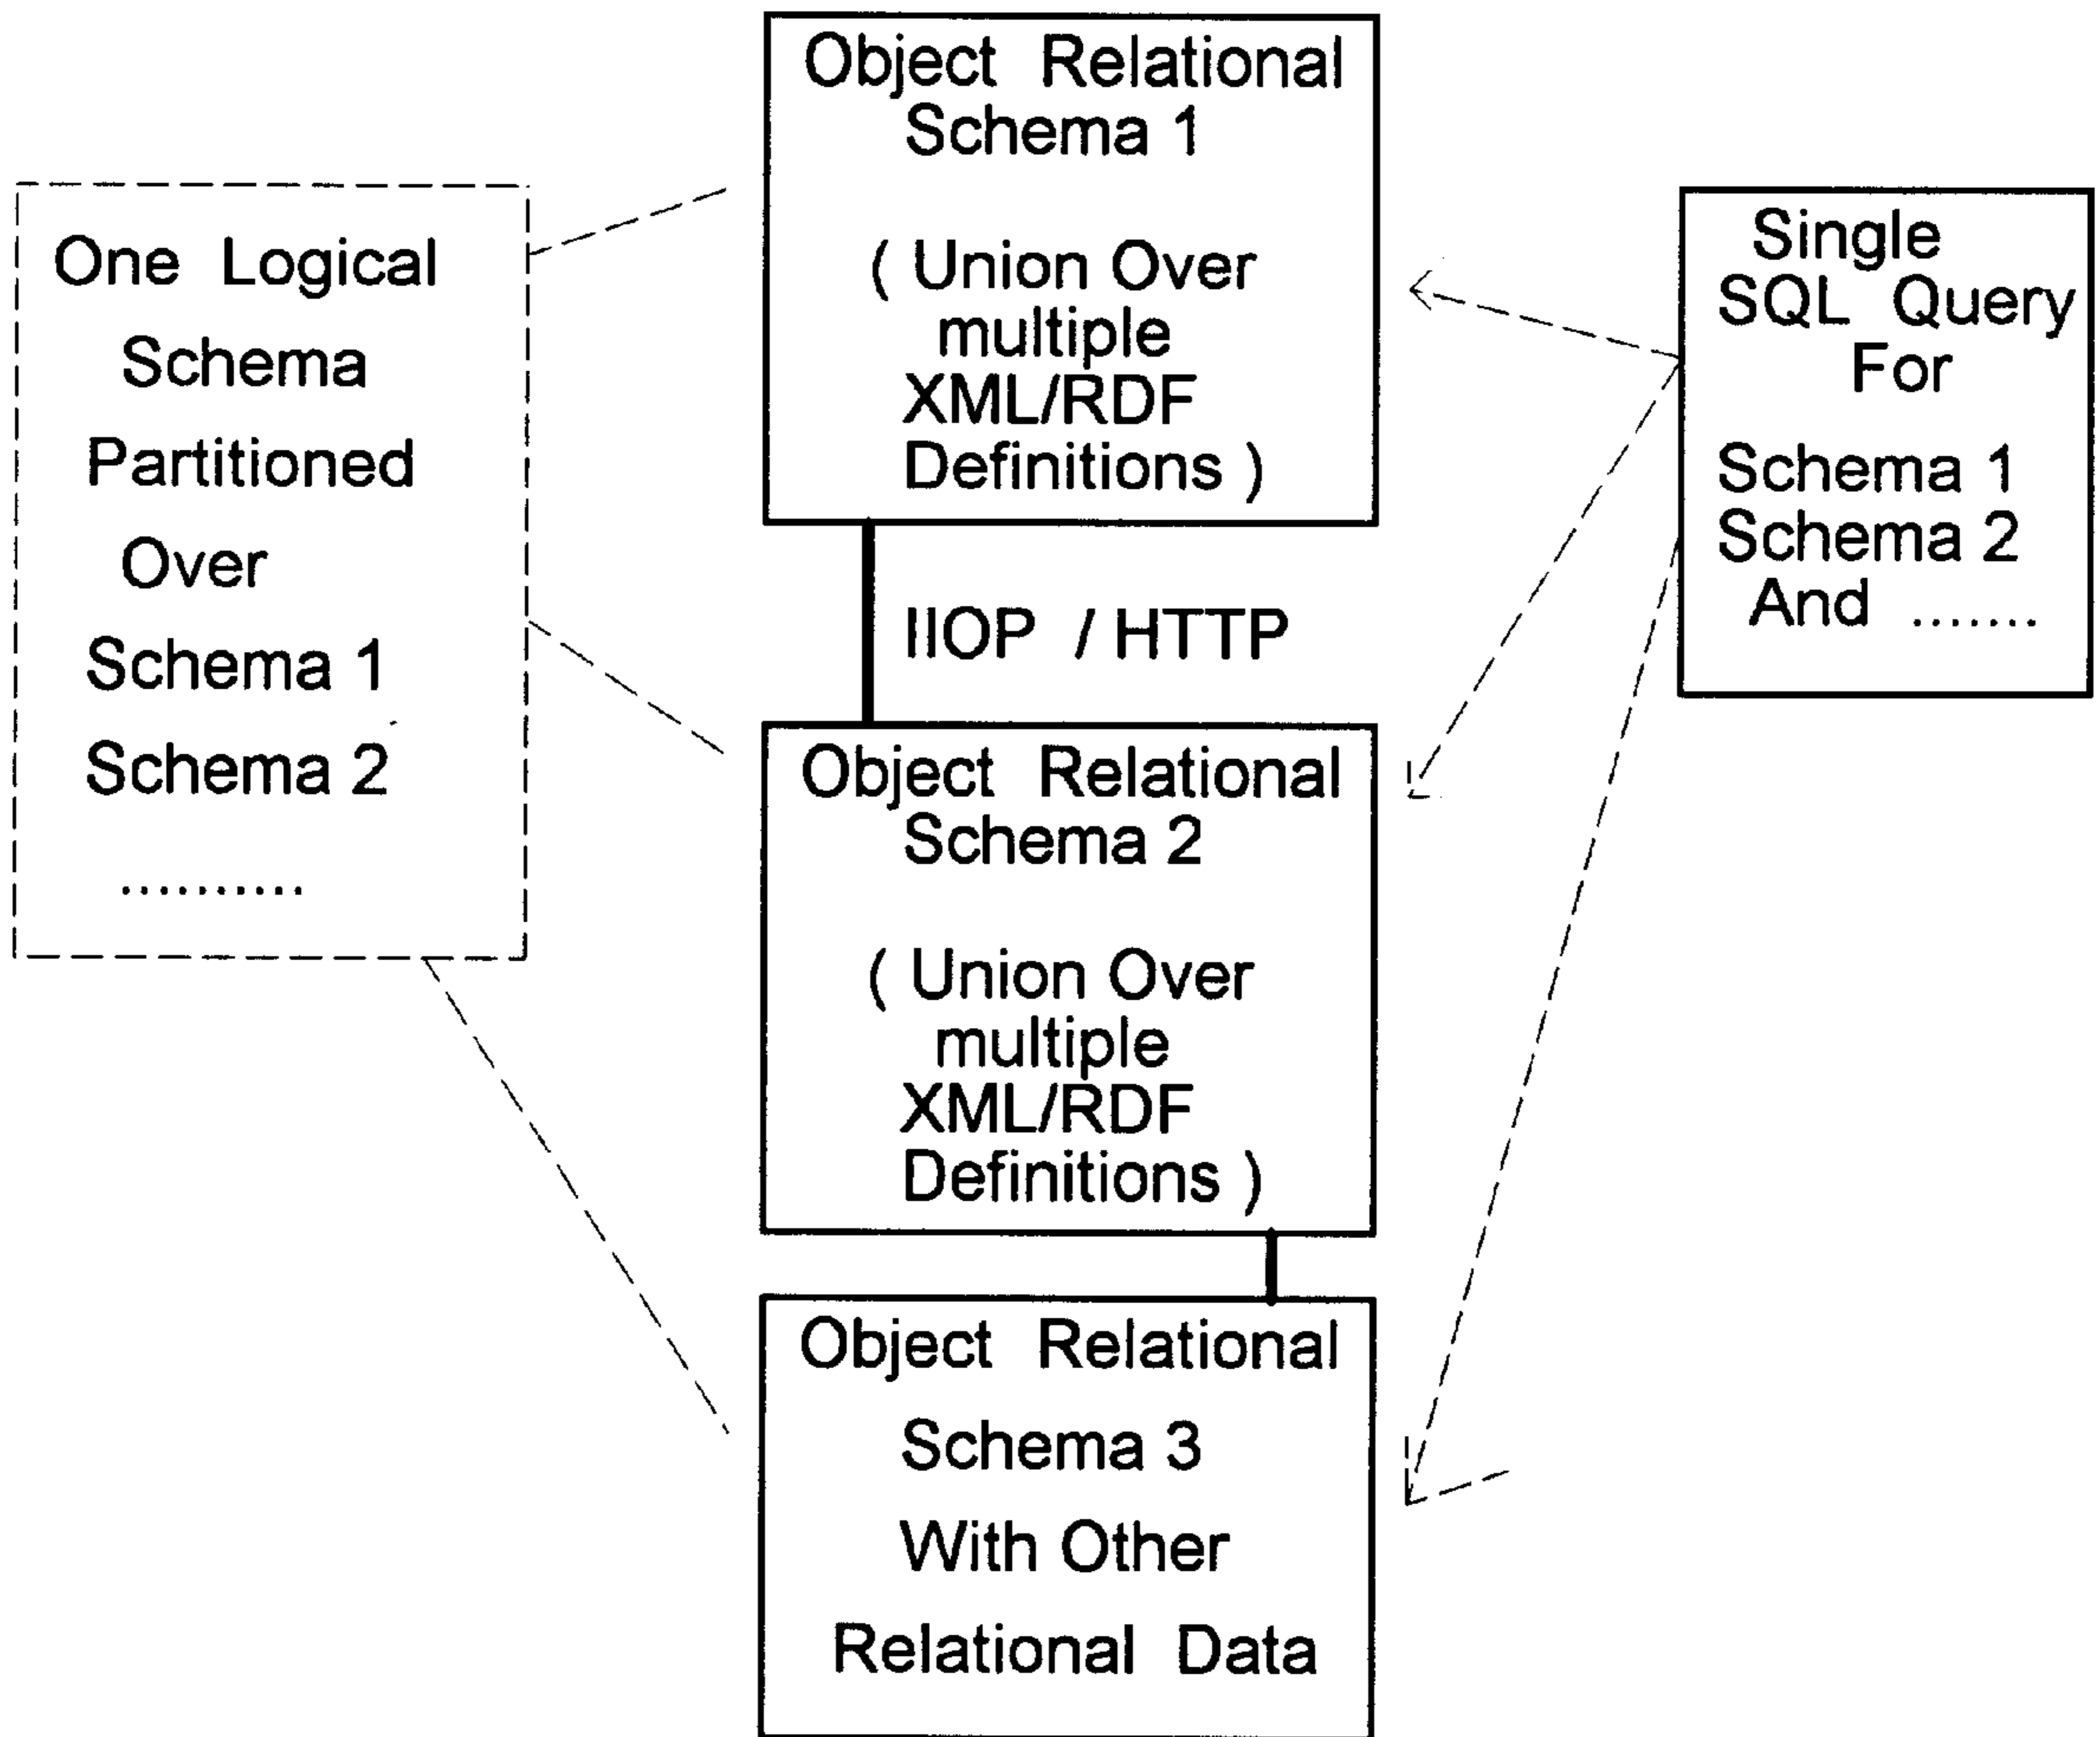 One Logical
Schema
Partitioned
Over
Schema 1
Schema 2
..........
Object Relational
Schema 1
( Union Over
multiple
XML/RDF
Definitions )
IIOP / HTTP
Object Relational
Schema 2
( Union Over
multiple
XML/RDF
Definitions )
Object Relational
Schema 3
With Other
Relational Data
Single
SQL Query
For
Schema 1
Schema 2
And .......